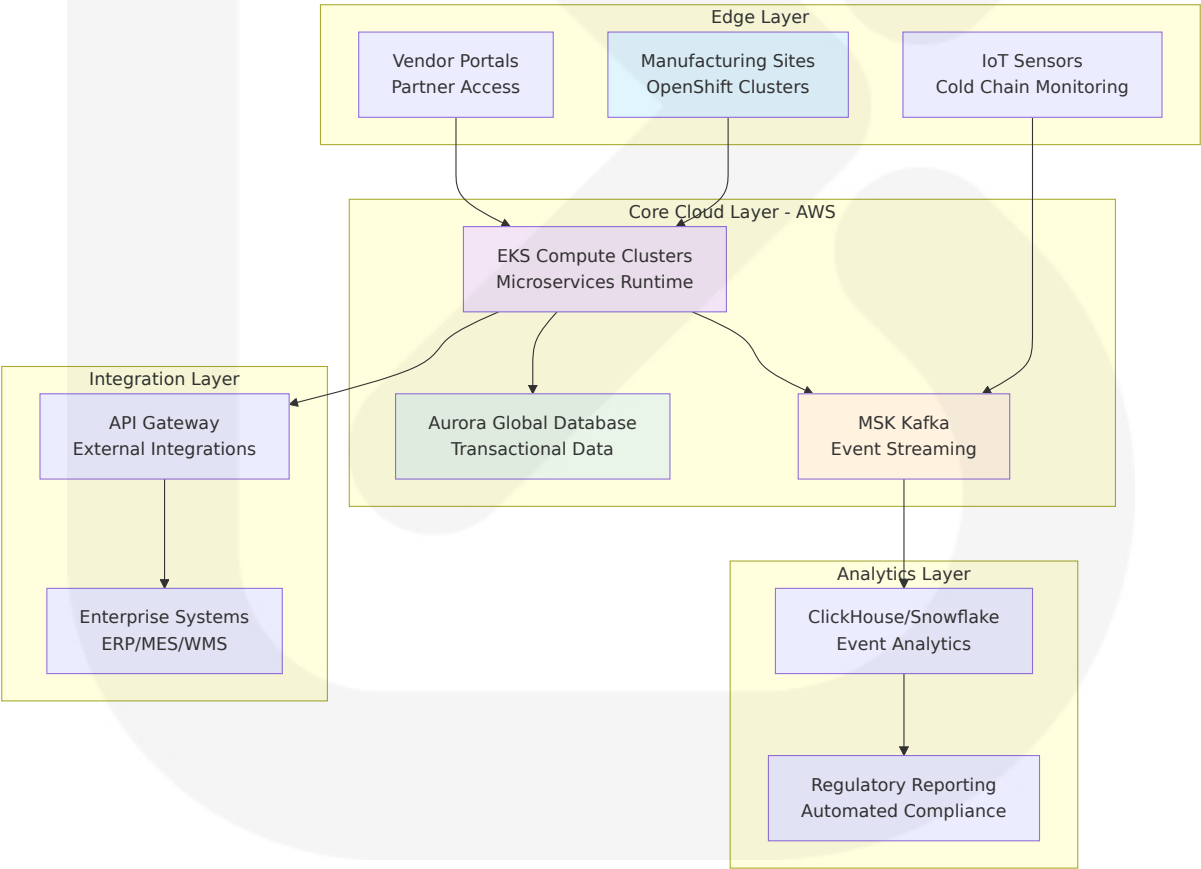 Edge Layer
Vendor Portals
Partner Access
Manufacturing Sites
OpenShift Clusters
IoT Sensors
Cold Chain Monitoring
Core Cloud Layer - AWS
EKS Compute Clusters
Microservices Runtime
Integration Layer
API Gateway
External Integrations
Aurora Global Database
Transactional Data
MSK Kafka
Event Streaming
Enterprise Systems
ERP/MES/WMS
Analytics Layer
ClickHouse/Snowflake
Event Analytics
Regulatory Reporting
Automated Compliance